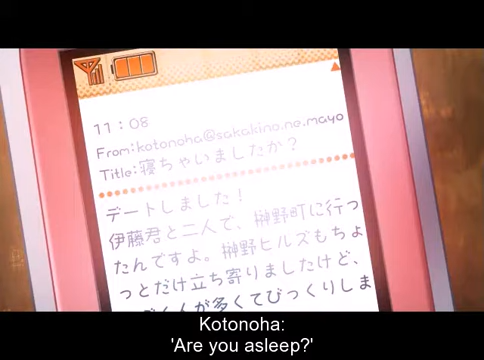 11:08
From:kotonoha@sakakino.ne.mayo
Title:寝ちゃいましたか?
デートしました!
伊藤君と二人で、榊野町に行っ
たんですよ。榊野ヒルズもちょ
っとだけ立ち寄りましたけど、
人が多くてびっくりしま
Kotonoha:
'Are you asleep?'